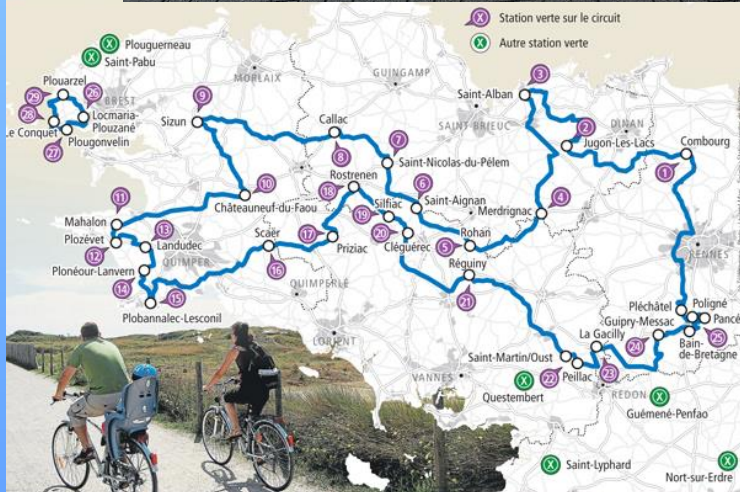 Station verte sur le circuit
Autre station verte
Plouguerneau
Saint-Pabu
Plouarzel
BREST
Locmaria-
Plouzané
Le Conquet
Plougonvelin
29
26
28
27
MORLAIX
GUINGAMP
SAINT-BRIEUC
DINAN
9
Sizun
Callac
8
7
Saint-Nicolas-du-Pélem
3
Saint-Alban
2
Jugon-Les-Lacs
Combourg
1
10
Châteauneuf-du-Faou
18
Rostrenen
6
Saint-Aignan
Merdrignac
4
11
Mahalon
Plozévet
12
13
Landudec
Plonéour-Lanvern
14
QUIMPER
15
Plobannalec-Lesconil
Scaër
16
17
Priziac
19
Silfiac
20
Cléguérec
Rohan
5
Réguiny
21
RENNES
QUIMPERLÉ
LORIENT
VANNES
Pléchâtel
Poligné
Pancé
Guipry-Messac
24
25
Bain-
de-Bretagne
La Gacilly
23
Saint-Martin/Oust
22
Peillac
REDON
X
Questembert
X
Guémené-Penfao
X
Saint-Lyphard
X
Nort-sur-Erdre